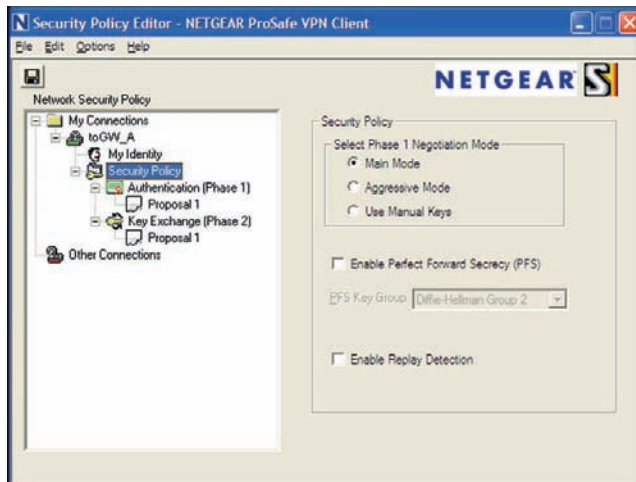 Security Policy Editor - NETGEAR ProSafe VPN Client
File Edit Options Help
NETGEAR
Network Security Policy
My Connections
toGW_A
My Identity
Security Policy
Authentication (Phase 1)
Proposal 1
Key Exchange (Phase 2)
Proposal 1
Other Connections
Security Policy
Select Phase 1 Negotiation Mode
Main Mode
Aggressive Mode
Use Manual Keys
Enable Perfect Forward Secrecy (PFS)
PFS Key Group Diffie-Hellman Group 2
Enable Replay Detection